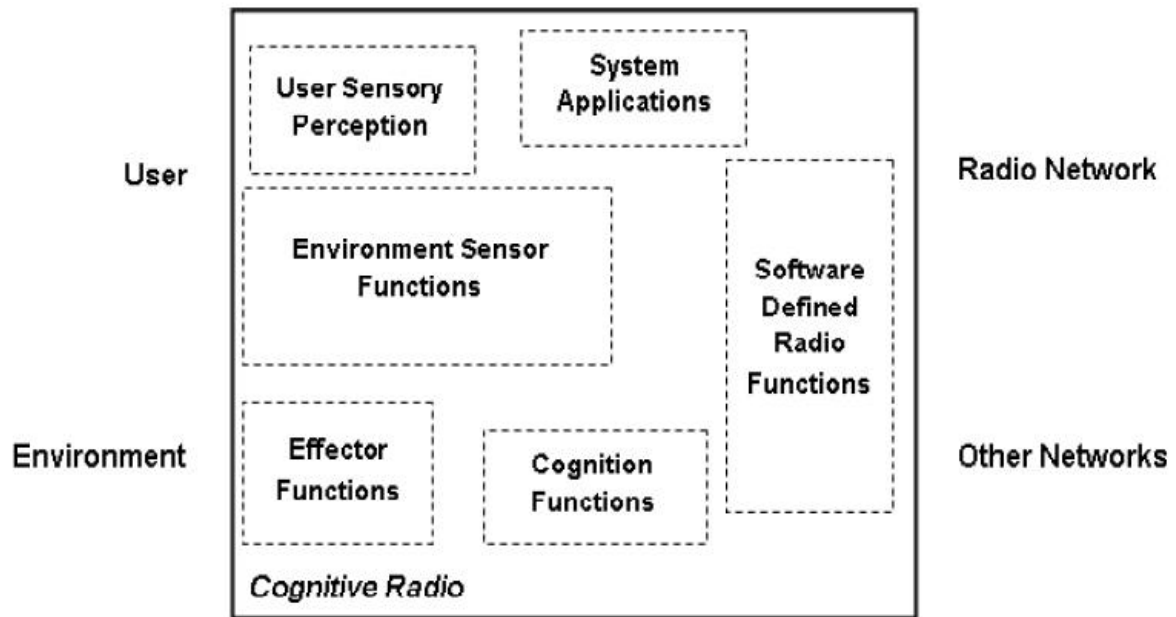 User Sensory
Perception
System
Applications
User
Radio Network
Environment Sensor
Functions
Software
Defined
Radio
Functions
Environment
Effector
Functions
Cognition
Functions
Other Networks
Cognitive Radio